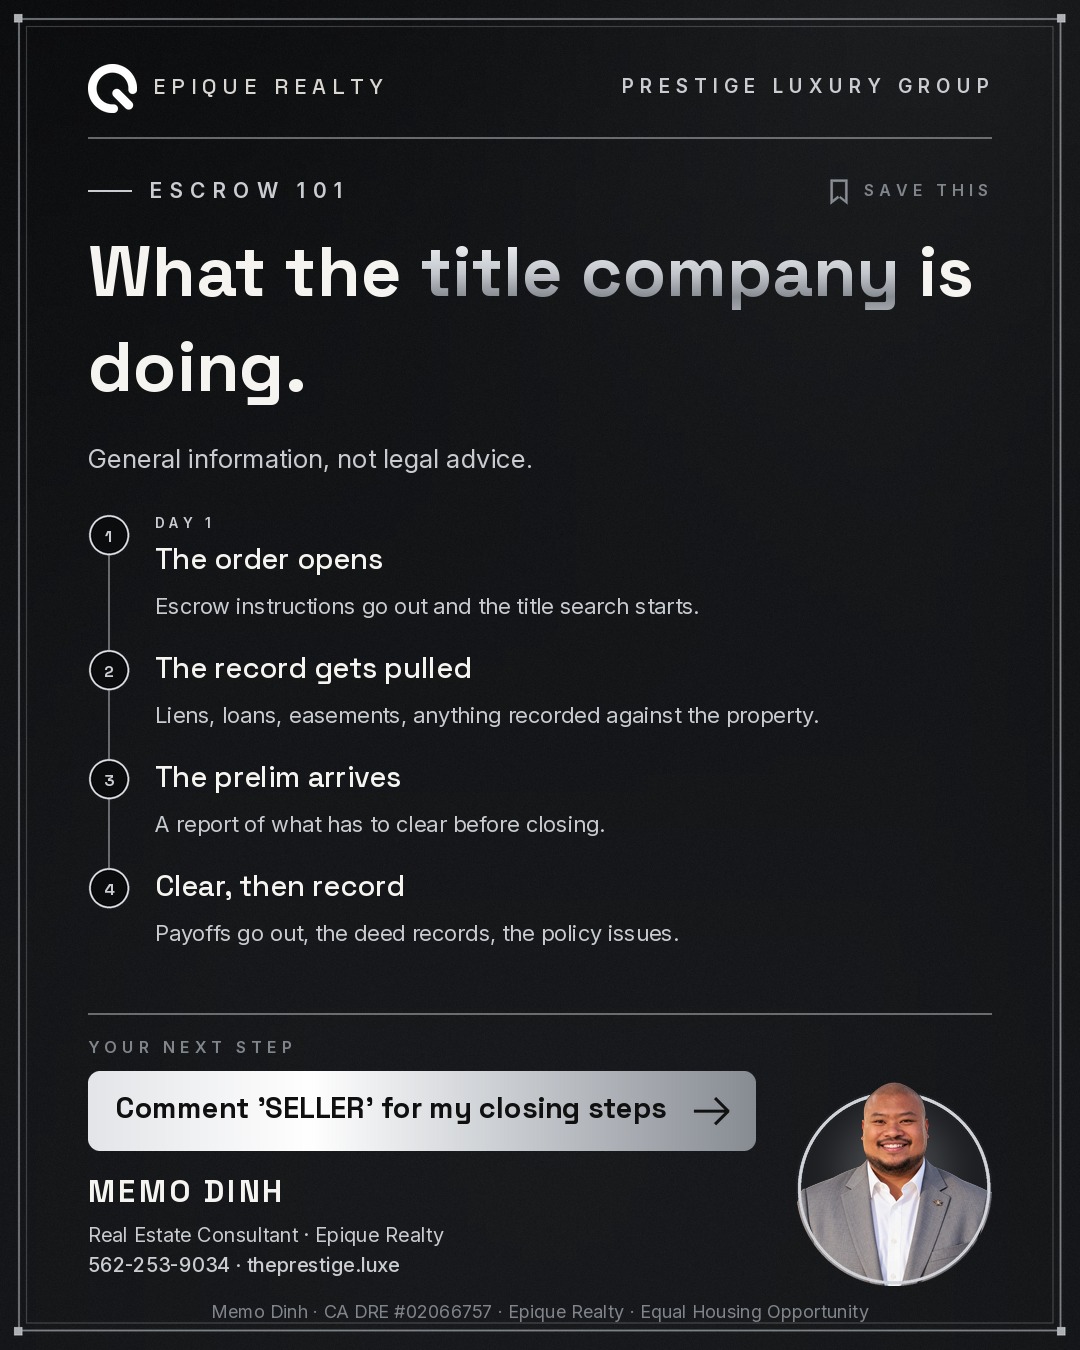 EPIQUE REALTY
PRESTIGE LUXURY GROUP
ESCROW 101
SAVE THIS
What the title company is
doing.
General information, not legal advice.
1
DAY 1
The order opens
Escrow instructions go out and the title search starts.
2
The record gets pulled
Liens, loans, easements, anything recorded against the property.
3
The prelim arrives
A report of what has to clear before closing.
4
Clear, then record
Payoffs go out, the deed records, the policy issues.
YOUR NEXT STEP
Comment ’SELLER’ for my closing steps
MEMO DINH
Real Estate Consultant · Epique Realty
562-253-9034 · theprestige.luxe
Memo Dinh · CA DRE #02066757 · Epique Realty · Equal Housing Opportunity